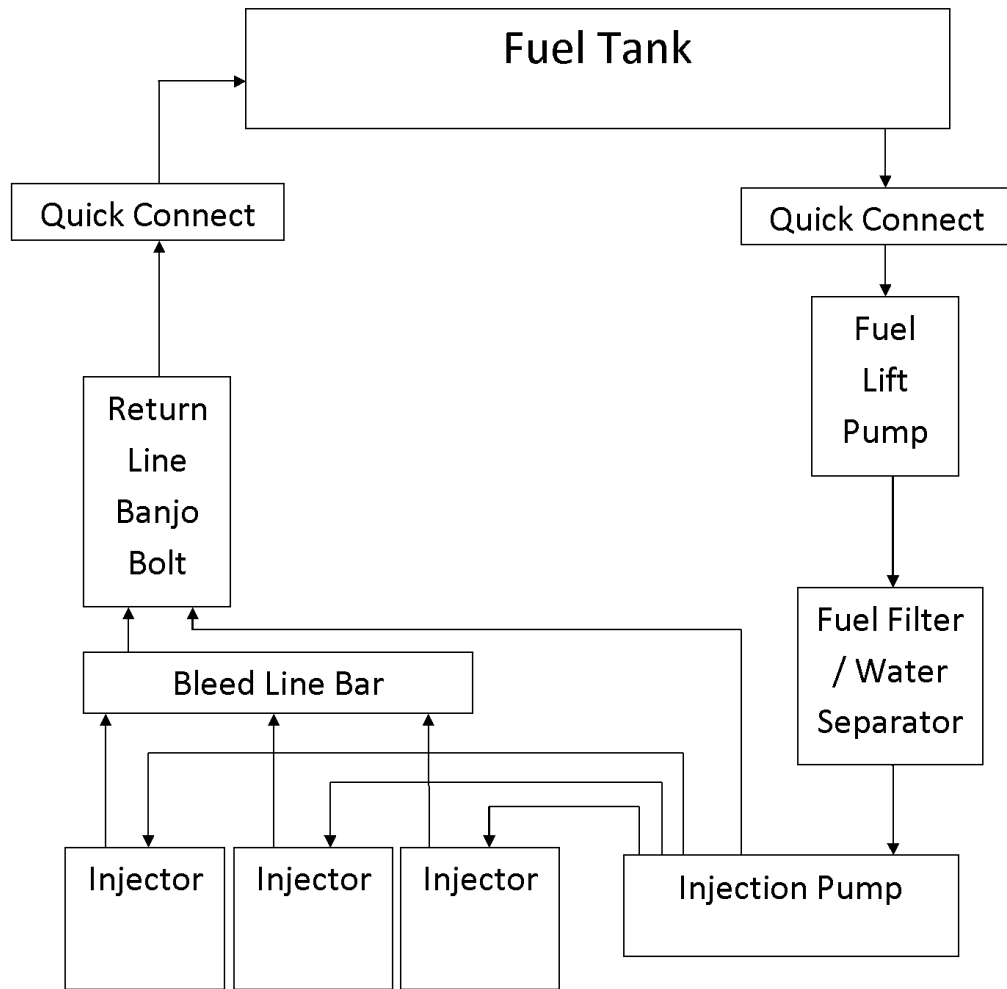 Fuel Tank
Quick Connect
Quick Connect
Fuel
Lift
Pump
Return
Line
Banjo
Bolt
Fuel Filter
/ Water
Separator
Bleed Line Bar
Injector
Injector
Injector
Injection Pump